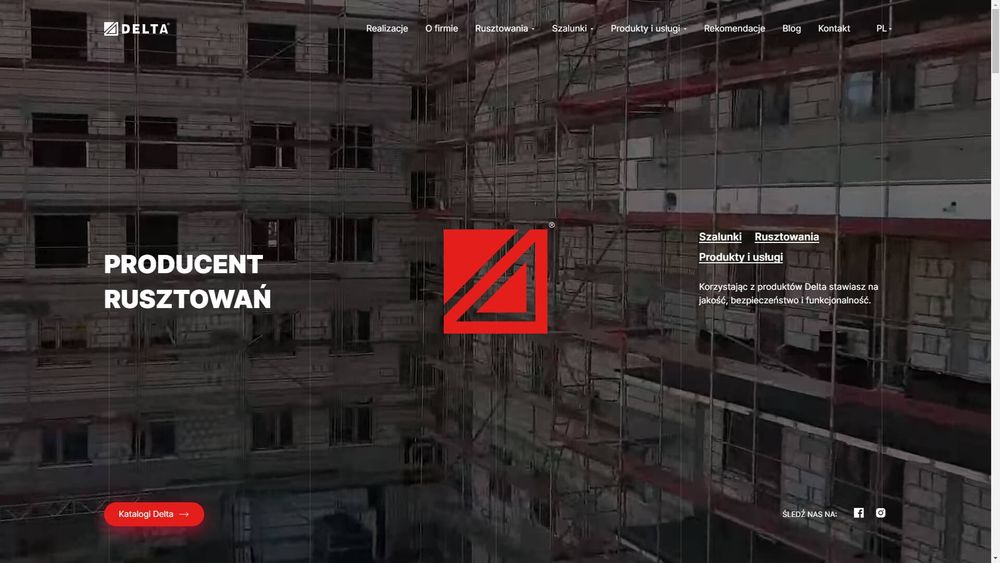 DELTA®
Realizacje
O firmie
Rusztowania
Szalunki
Produkty i usługi
Rekomendacje
Blog
Kontakt
PL
®
PRODUCENT
RUSZTOWAŃ
Szalunki Rusztowania
Produkty i usługi
Korzystając z produktów Delta stawiasz na
jakość, bezpieczeństwo i funkcjonalność.
Katalogi Delta →
ŚLEDŹ NAS NA: